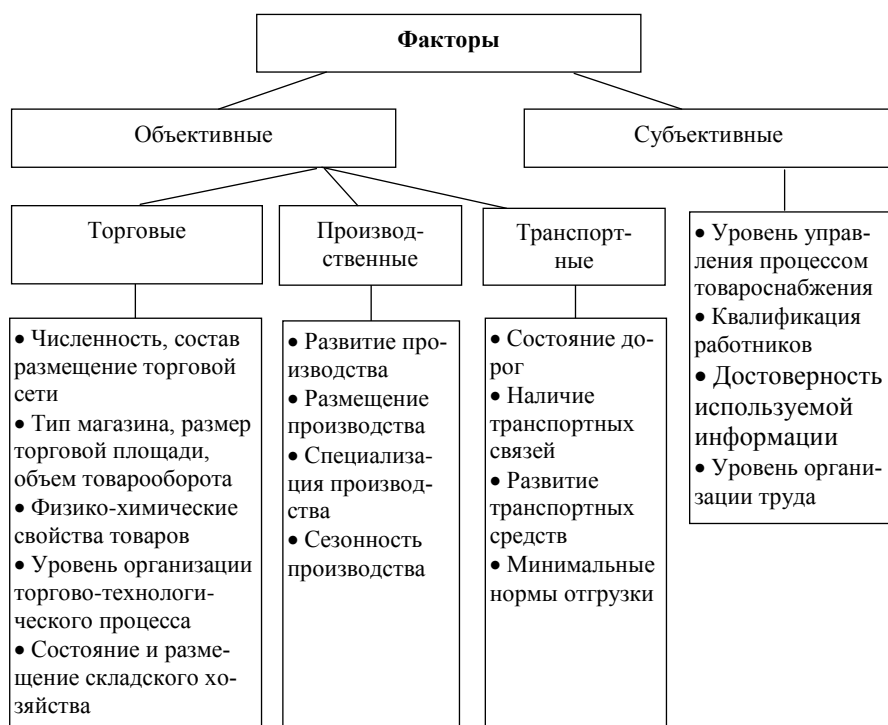 Факторы
Объективные
Субъективные
Торговые
Производ-
ственные
Транспорт-
ные
• Уровень управ-
ления процессом
товароснабжения
• Квалификация
работников
• Достоверность
используемой
информации
• Уровень органи-
зации труда
• Численность, состав
размещение торговой
сети
• Тип магазина, размер
торговой площади,
объем товарооборота
• Физико-химические
свойства товаров
• Уровень организации
торгово-технологи-
ческого процесса
• Состояние и разме-
щение складского хо-
зяйства
• Развитие про-
изводства
• Размещение
производства
• Специализа-
ция производ-
ства
• Сезонность
производства
• Состояние до-
рог
• Наличие
транспортных
связей
• Развитие
транспортных
средств
• Минимальные
нормы отгрузки